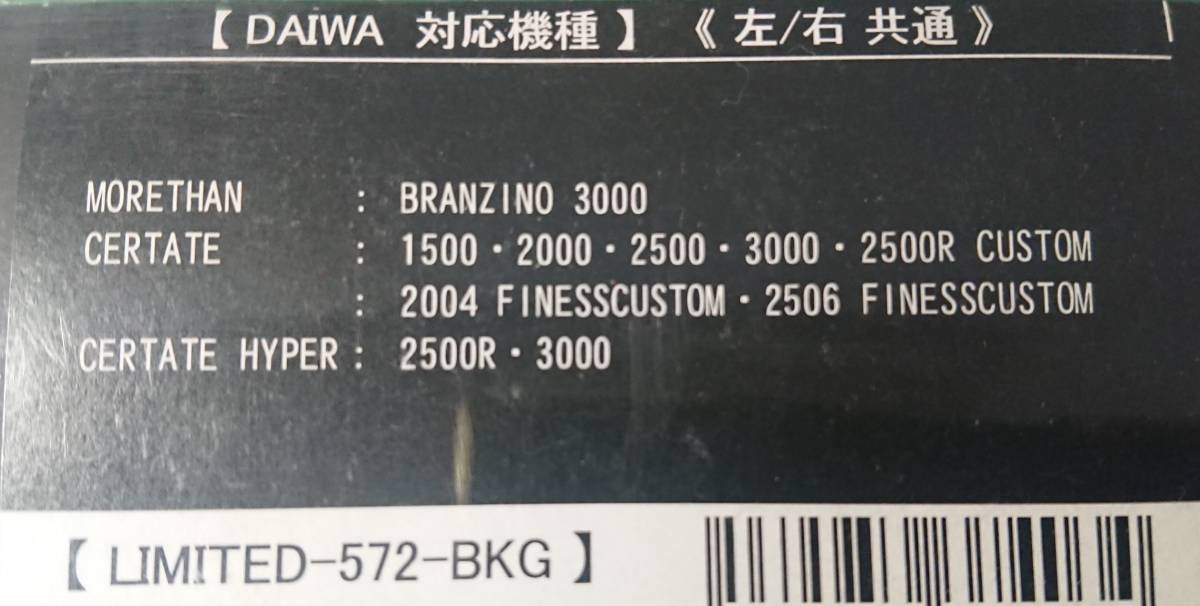 【 DAIWA 対応機種 】 《 左/右 共通 》
MORETHAN : BRANZINO 3000
CERTATE : 1500・2000・2500・3000・2500R CUSTOM
: 2004 FINESSCUSTOM・2506 FINESSCUSTOM
CERTATE HYPER : 2500R・3000
【 LIMITED-572-BKG 】